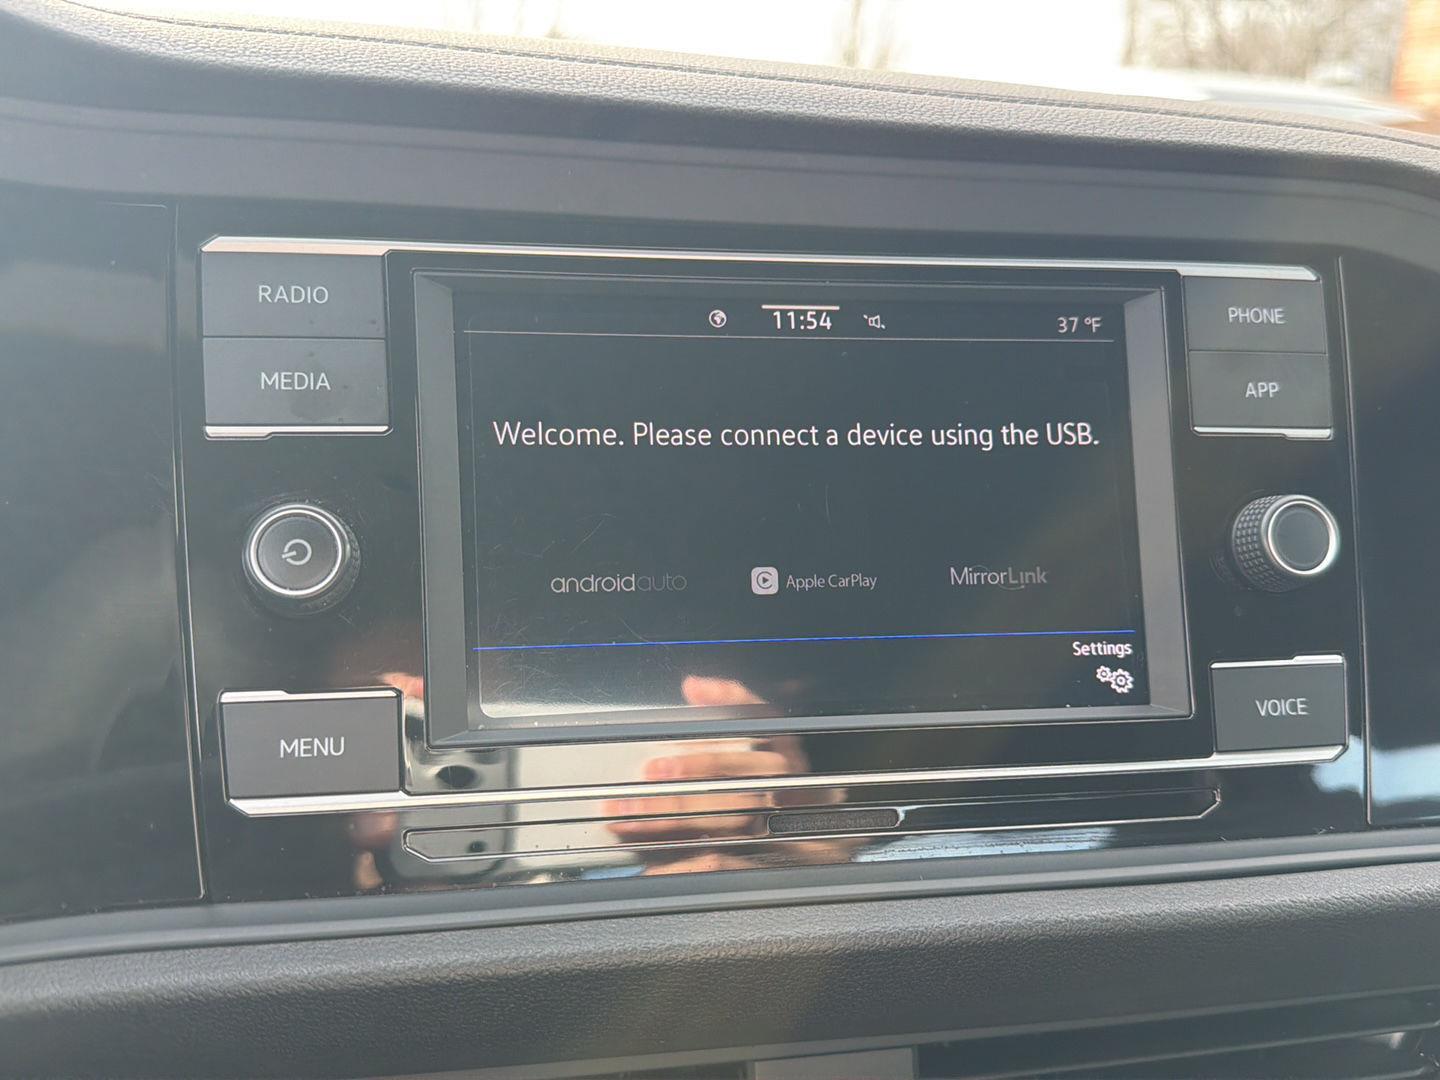 RADIO
MEDIA
MENU
11:54
37 °F
Welcome. Please connect a device using the USB.
androidauto
Apple CarPlay
MirrorLink
Settings
PHONE
APP
VOICE